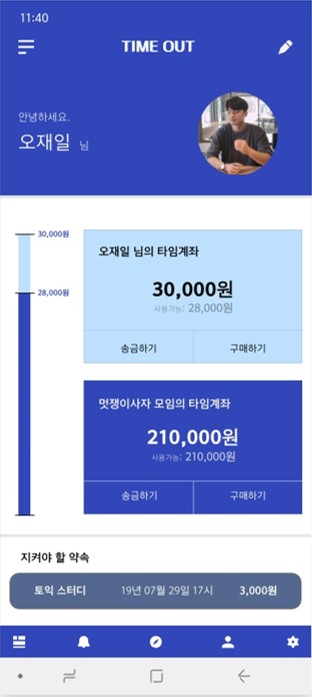 11:40
TIME OUT
안녕하세요.
오재일 님
30,000원
28,000원
오재일 님의 타임계좌
30,000원
사용가능: 28,000원
송금하기 구매하기
멋쟁이사자 모임의 타임계좌
210,000원
사용가능: 210,000원
송금하기 구매하기
지켜야 할 약속
토익 스터디 19년 07월 29일 17시 3,000원